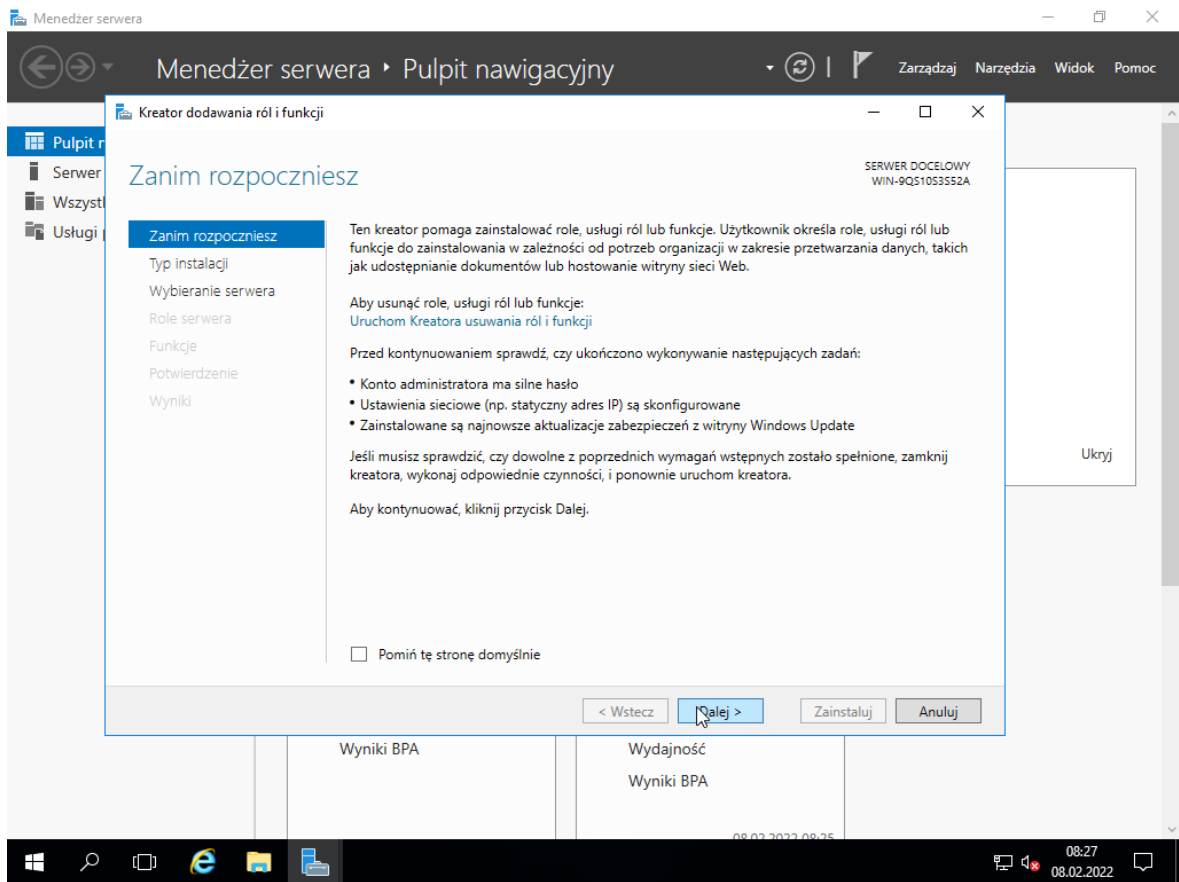 Menedżer serwera
Menedżer serwera • Pulpit nawigacyjny
Zarządzaj Narzędzia Widok Pomoc
Kreator dodawania ról i funkcji
Pulpit
Serwer
Usługi
Zanim rozpoczniesz
SERWER DOCELOWY
WIN-9QS10S3S52A
Zanim rozpoczniesz
Typ instalacji
Wybieranie serwera
Role serwera
Funkcje
Potwierdzenie
Wyniki
Ten kreator pomaga zainstalować role, usługi ról lub funkcje. Użytkownik określa role, usługi ról lub
funkcje do zainstalowania w zależności od potrzeb organizacji w zakresie przetwarzania danych, takich
jak udostępnianie dokumentów lub hostowanie witryny sieci Web.
Aby usunąć role, usługi ról lub funkcje:
Uruchom Kreatora usuwania ról i funkcji
Przed kontynuowaniem sprawdź, czy ukończono wykonywanie następujących zadań:
• Konto administratora ma silne hasło
• Ustawienia sieciowe (np. statyczny adres IP) są skonfigurowane
• Zainstalowane są najnowsze aktualizacje zabezpieczeń z witryny Windows Update
Jeśli musisz sprawdzić, czy dowolne z poprzednich wymagań wstępnych zostało spełnione, zamknij
kreatora, wykonaj odpowiednie czynności, i ponownie uruchom kreatora.
Aby kontynuować, kliknij przycisk Dalej.
Pomiń tę stronę domyślnie
< Wstecz Dalej > Zainstaluj Anuluj
Ukryj
Wyniki BPA
Wydajność
Wyniki BPA
08.02.2022 08:25
08:27
08.02.2022